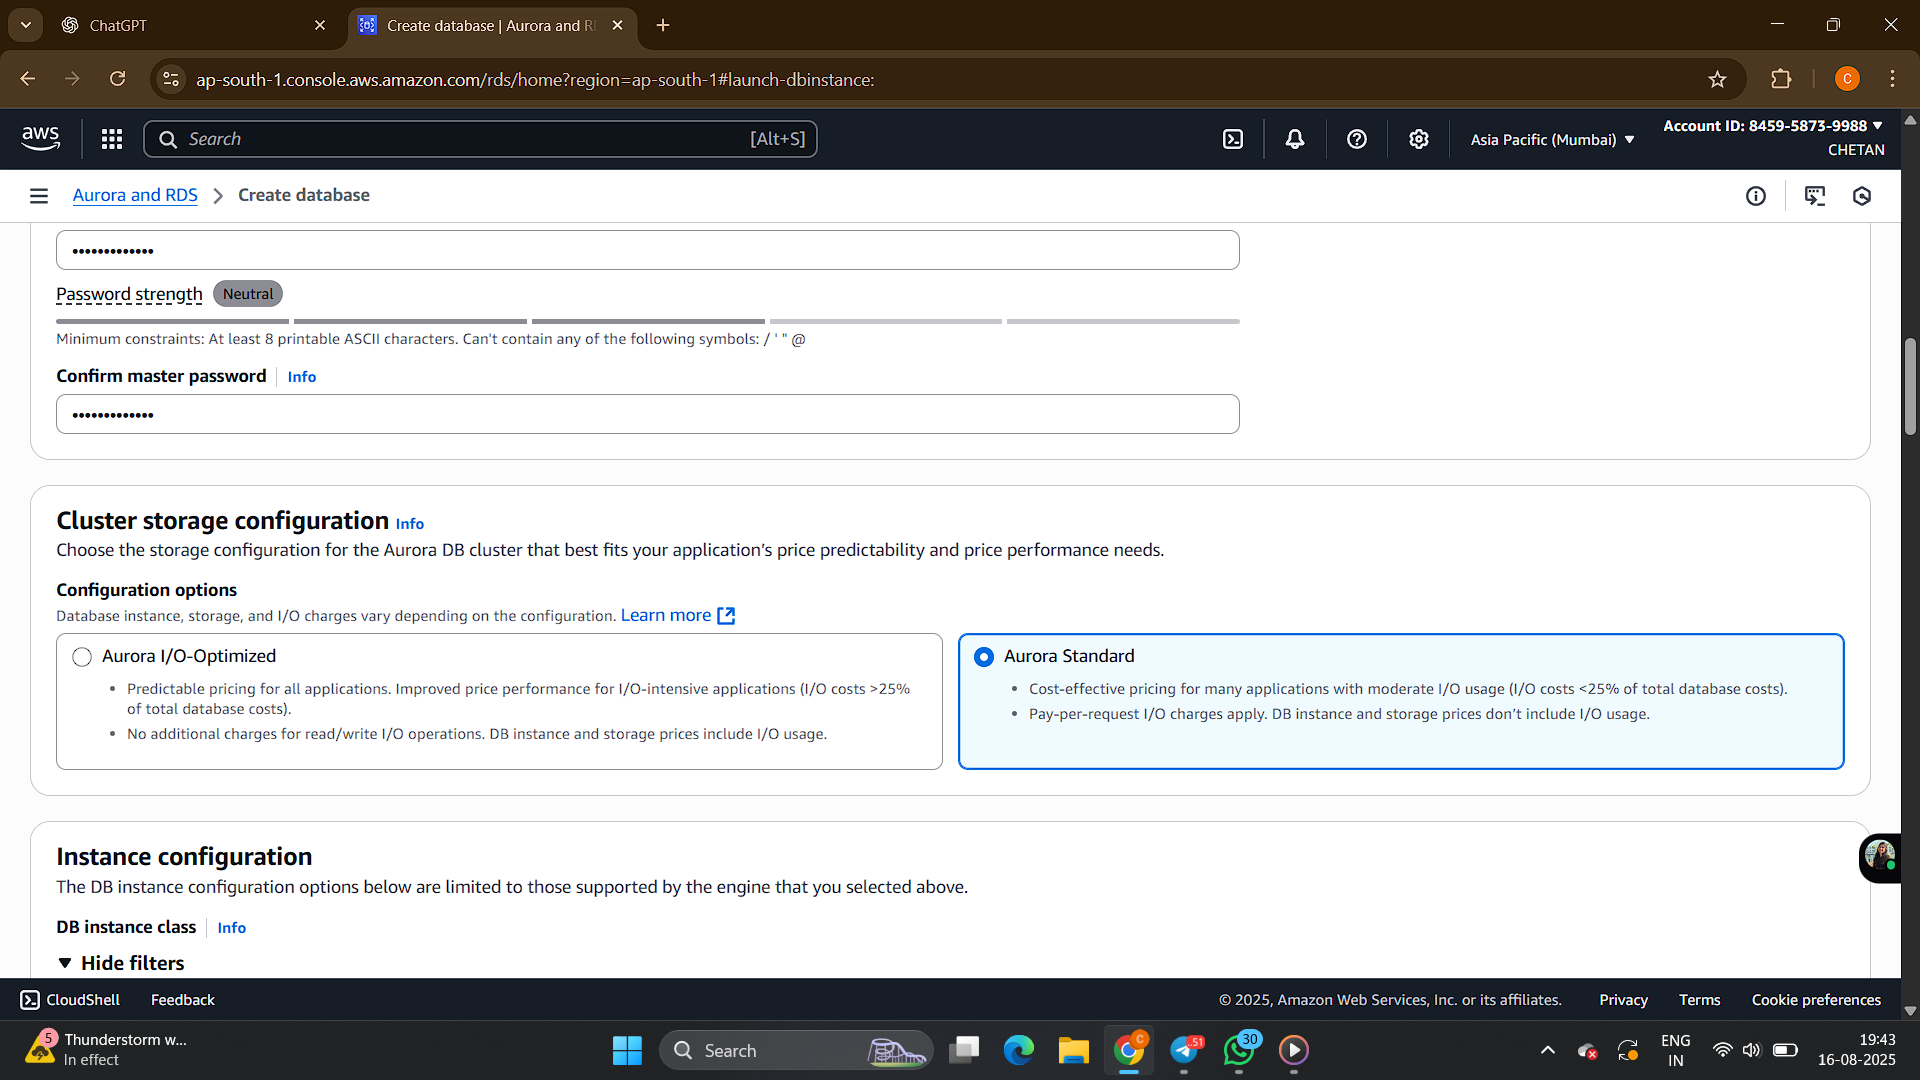 ChatGPT
Create database | Aurora and R
ap-south-1.console.aws.amazon.com/rds/home?region=ap-south-1#launch-dbinstance:
C
aws
Search
[Alt+S]
Asia Pacific (Mumbai)
Account ID: 8459-5873-9988
CHETAN
Aurora and RDS
Create database
•••••••••••••
Password strength
Neutral
Minimum constraints: At least 8 printable ASCII characters. Can't contain any of the following symbols: / ' " @
Confirm master password
Info
•••••••••••••
Cluster storage configuration Info
Choose the storage configuration for the Aurora DB cluster that best fits your application’s price predictability and price performance needs.
Configuration options
Database instance, storage, and I/O charges vary depending on the configuration. Learn more
Aurora I/O-Optimized
• Predictable pricing for all applications. Improved price performance for I/O-intensive applications (I/O costs >25%
of total database costs).
• No additional charges for read/write I/O operations. DB instance and storage prices include I/O usage.
Aurora Standard
• Cost-effective pricing for many applications with moderate I/O usage (I/O costs <25% of total database costs).
• Pay-per-request I/O charges apply. DB instance and storage prices don’t include I/O usage.
Instance configuration
The DB instance configuration options below are limited to those supported by the engine that you selected above.
DB instance class
Info
Hide filters
CloudShell
Feedback
© 2025, Amazon Web Services, Inc. or its affiliates.
Privacy
Terms
Cookie preferences
5
Thunderstorm w...
In effect
Search
C
51
30
ENG
IN
19:43
16-08-2025